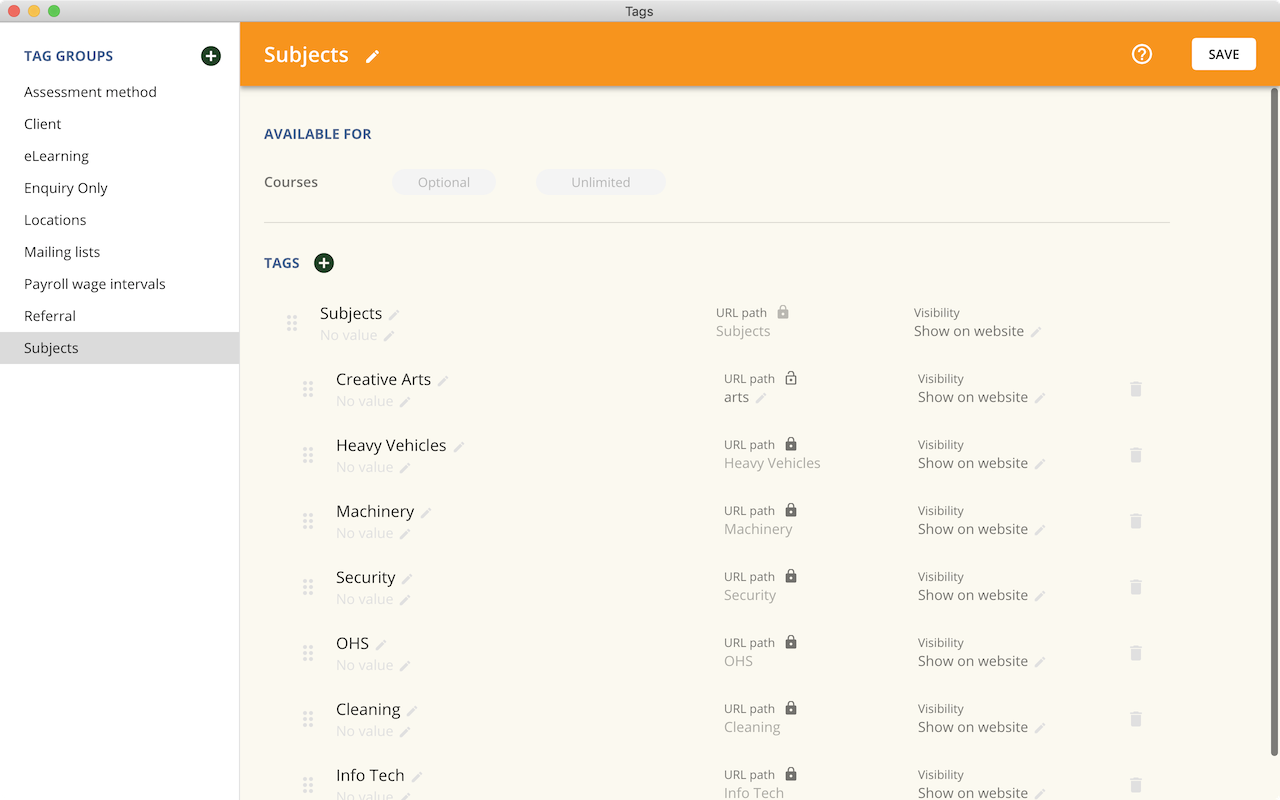 Tags
TAG GROUPS
Assessment method
Client
eLearning
Enquiry Only
Locations
Mailing lists
Payroll wage intervals
Referral
Subjects
Subjects
SAVE
AVAILABLE FOR
Courses Optional Unlimited
TAGS
Subjects URL path Visibility
No value Subjects Show on website
Creative Arts URL path Visibility
No value arts Show on website
Heavy Vehicles URL path Visibility
No value Heavy Vehicles Show on website
Machinery URL path Visibility
No value Machinery Show on website
Security URL path Visibility
No value Security Show on website
OHS URL path Visibility
No value OHS Show on website
Cleaning URL path Visibility
No value Cleaning Show on website
Info Tech URL path Visibility
No value Info Tech Show on website